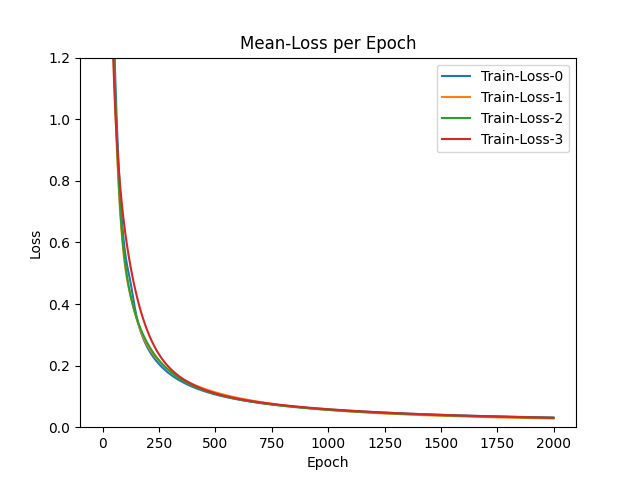 Mean-Loss per Epoch
Train-Loss-0
Train-Loss-1
Train-Loss-2
Train-Loss-3
Loss
1.2
1.0
0.8
0.6
0.4
0.2
0.0
0 250 500 750 1000 1250 1500 1750 2000
Epoch